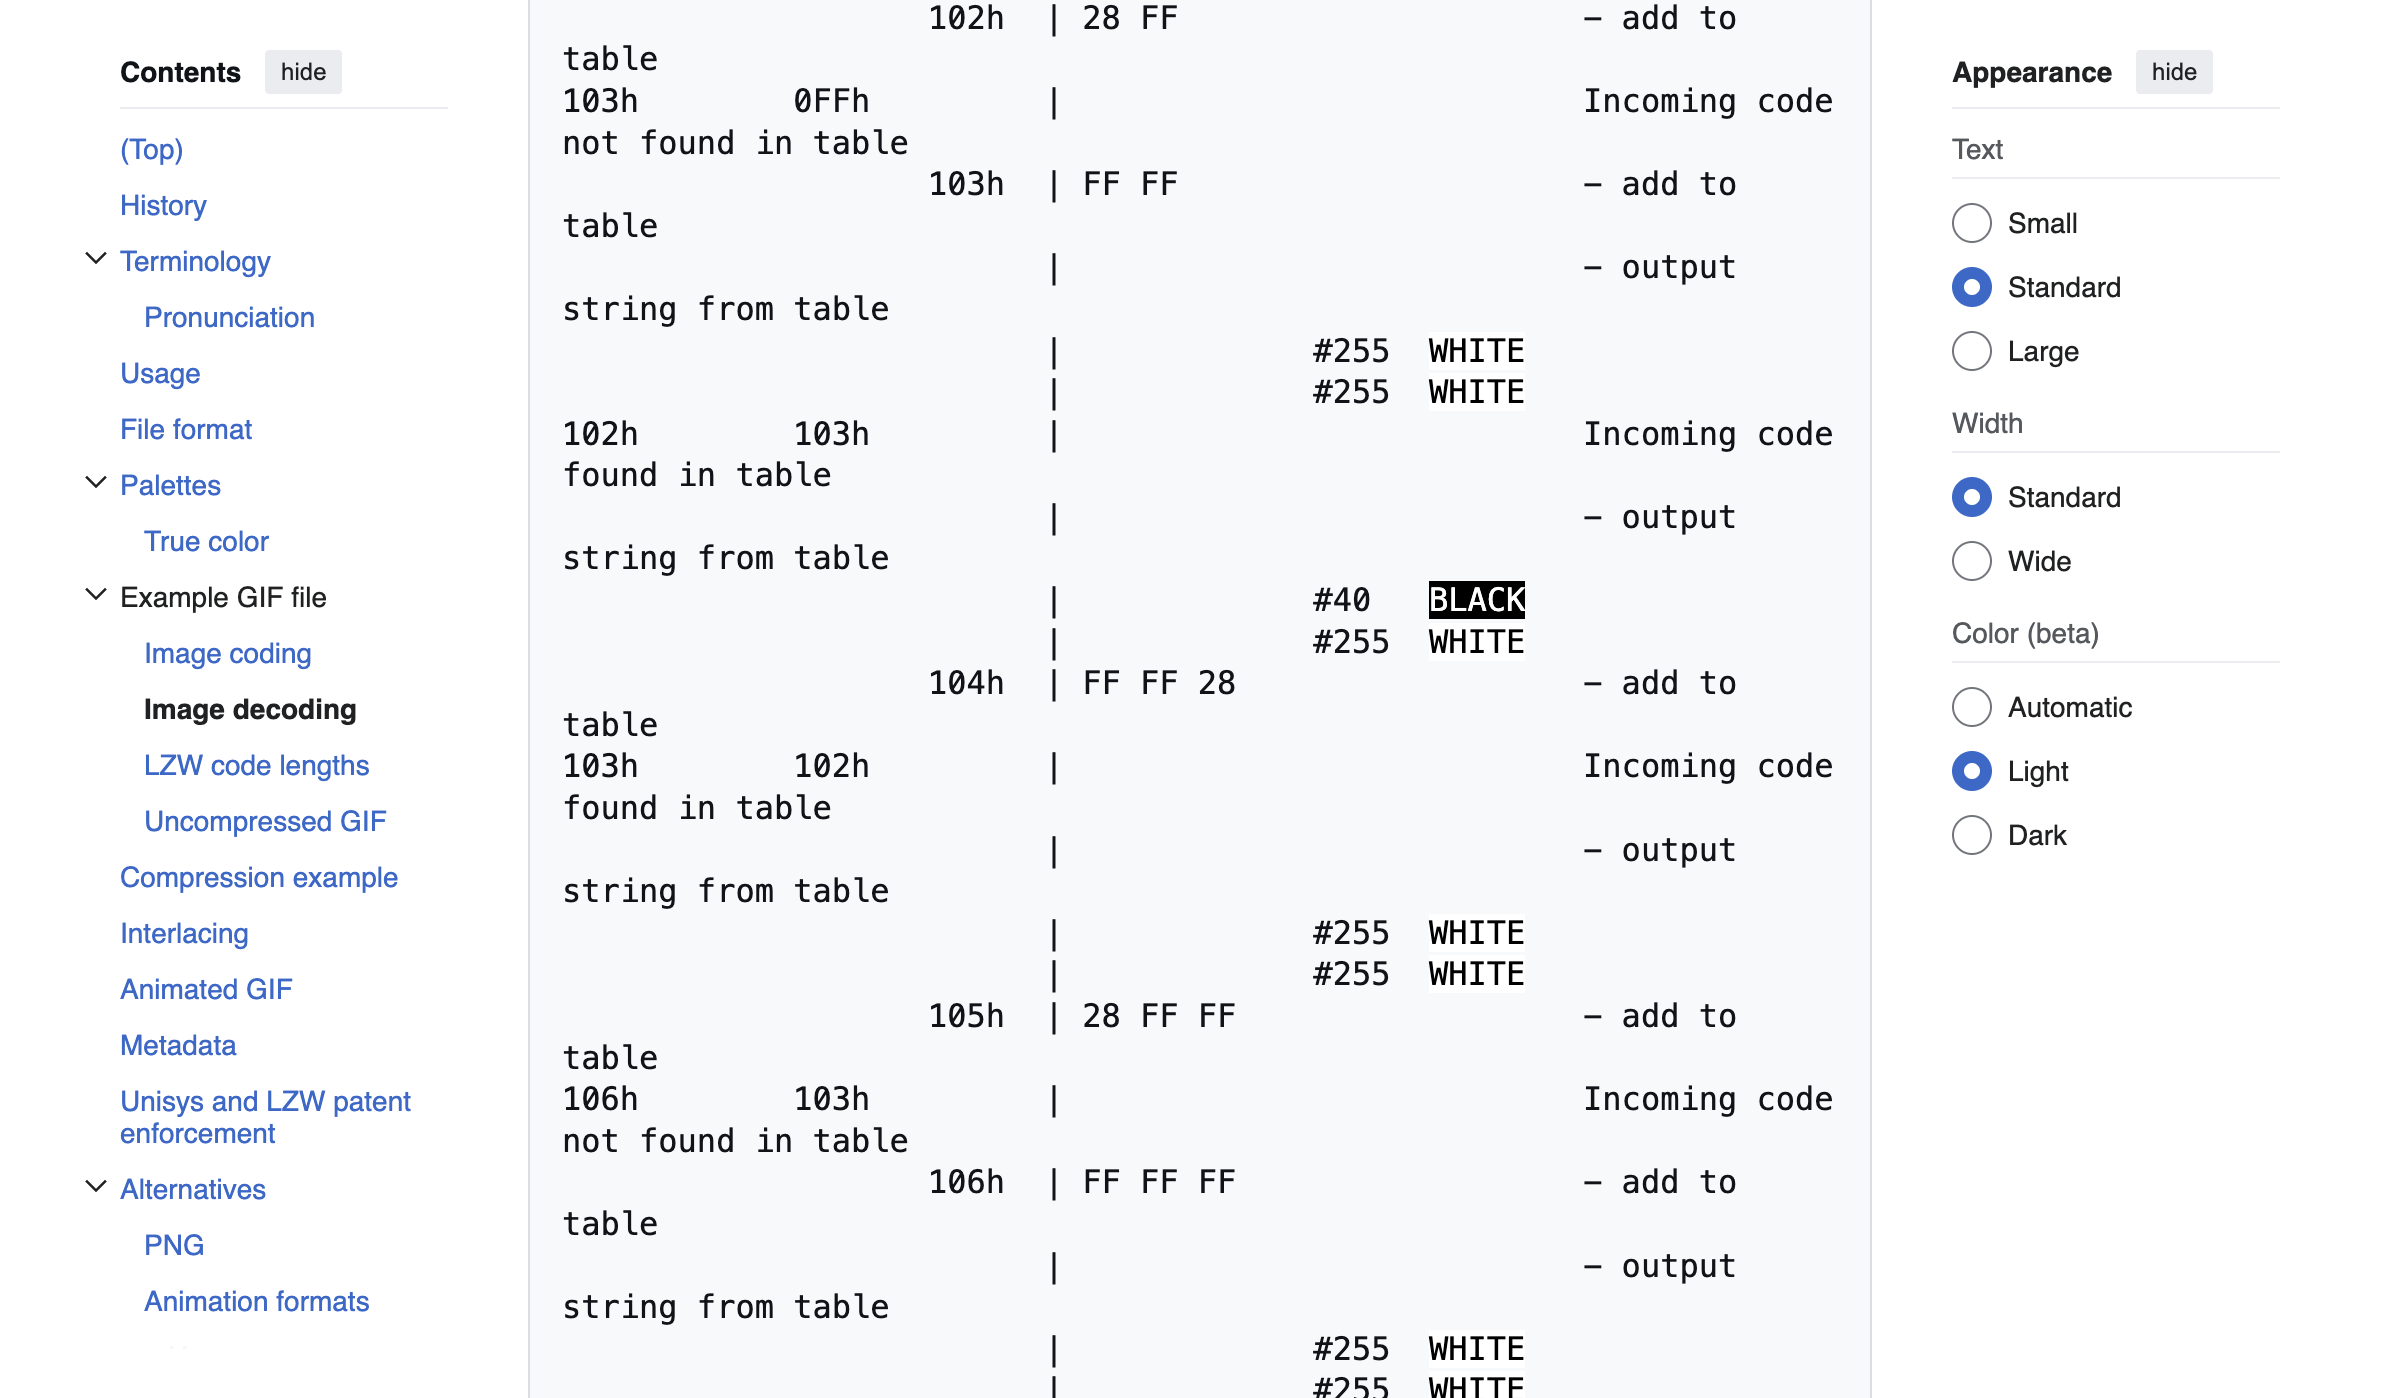 Contents hide
(Top)
History
Terminology
Pronunciation
Usage
File format
Palettes
True color
Example GIF file
Image coding
Image decoding
LZW code lengths
Uncompressed GIF
Compression example
Interlacing
Animated GIF
Metadata
Unisys and LZW patent
enforcement
Alternatives
PNG
Animation formats
102h | 28 FF - add to
table
103h 0FFh | Incoming code
not found in table
103h | FF FF - add to
table
| - output
string from table
| #255 WHITE
| #255 WHITE
102h 103h | Incoming code
found in table
| - output
string from table
| #40 BLACK
| #255 WHITE
104h | FF FF 28 - add to
table
103h 102h | Incoming code
found in table
| - output
string from table
| #255 WHITE
| #255 WHITE
105h | 28 FF FF - add to
table
106h 103h | Incoming code
not found in table
106h | FF FF FF - add to
table
| - output
string from table
| #255 WHITE
| #255 WHITE
Appearance hide
Text
Small
Standard
Large
Width
Standard
Wide
Color (beta)
Automatic
Light
Dark